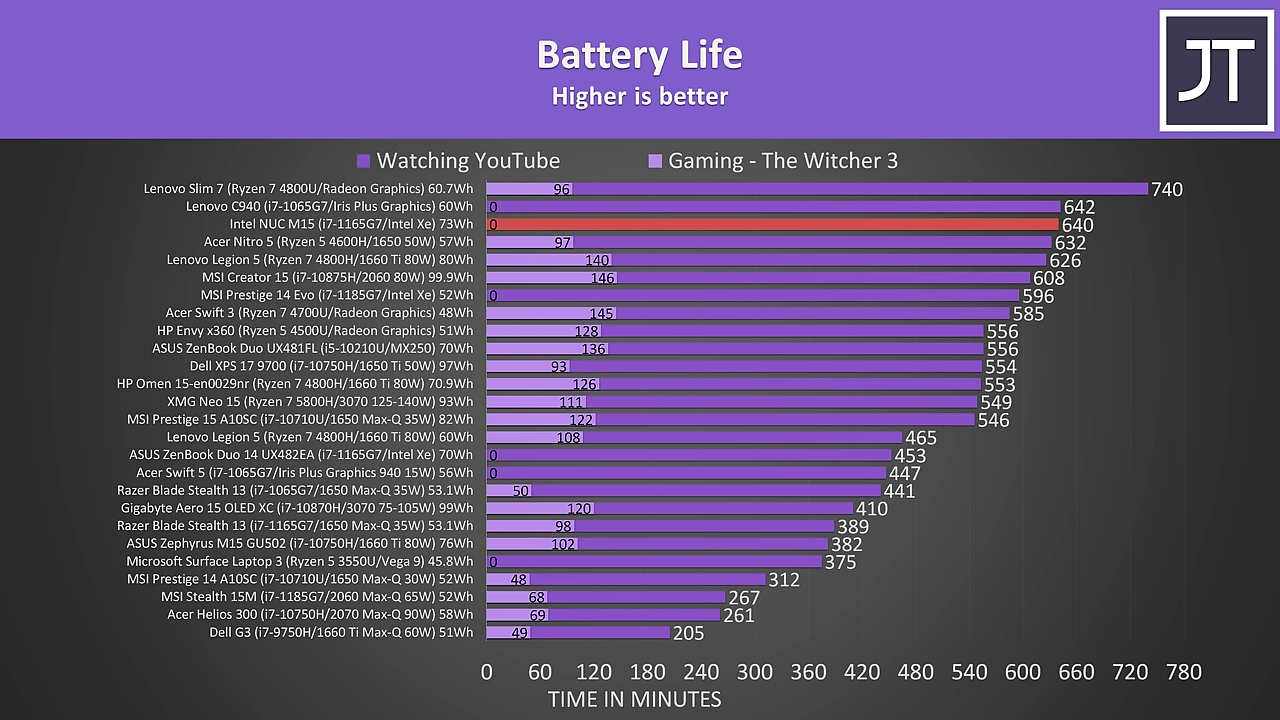 Battery Life
Higher is better
JT
Watching YouTube Gaming - The Witcher 3
Lenovo Slim 7 (Ryzen 7 4800U/Radeon Graphics) 60.7Wh 96 740
Lenovo C940 (i7-1065G7/Iris Plus Graphics) 60Wh 0 642
Intel NUC M15 (i7-1165G7/Intel Xe) 73Wh 0 640
Acer Nitro 5 (Ryzen 5 4600H/1650 50W) 57Wh 97 632
Lenovo Legion 5 (Ryzen 7 4800H/1660 Ti 80W) 80Wh 140 626
MSI Creator 15 (i7-10875H/2060 80W) 99.9Wh 146 608
MSI Prestige 14 Evo (i7-1185G7/Intel Xe) 52Wh 0 596
Acer Swift 3 (Ryzen 7 4700U/Radeon Graphics) 48Wh 145 585
HP Envy x360 (Ryzen 5 4500U/Radeon Graphics) 51Wh 128 556
ASUS ZenBook Duo UX481FL (i5-10210U/MX250) 70Wh 136 556
Dell XPS 17 9700 (i7-10750H/1650 Ti 50W) 97Wh 93 554
HP Omen 15-en0029nr (Ryzen 7 4800H/1660 Ti 80W) 70.9Wh 126 553
XMG Neo 15 (Ryzen 7 5800H/3070 125-140W) 93Wh 111 549
MSI Prestige 15 A10SC (i7-10710U/1650 Max-Q 35W) 82Wh 122 546
Lenovo Legion 5 (Ryzen 7 4800H/1660 Ti 80W) 60Wh 108 465
ASUS ZenBook Duo 14 UX482EA (i7-1165G7/Intel Xe) 70Wh 0 453
Acer Swift 5 (i7-1065G7/Iris Plus Graphics 940 15W) 56Wh 0 447
Razer Blade Stealth 13 (i7-1065G7/1650 Max-Q 35W) 53.1Wh 50 441
Gigabyte Aero 15 OLED XC (i7-10870H/3070 75-105W) 99Wh 120 410
Razer Blade Stealth 13 (i7-1165G7/1650 Max-Q 35W) 53.1Wh 98 389
ASUS Zephyrus M15 GU502 (i7-10750H/1660 Ti 80W) 76Wh 102 382
Microsoft Surface Laptop 3 (Ryzen 5 3550U/Vega 9) 45.8Wh 0 375
MSI Prestige 14 A10SC (i7-10710U/1650 Max-Q 30W) 52Wh 48 312
MSI Stealth 15M (i7-1185G7/2060 Max-Q 65W) 52Wh 68 267
Acer Helios 300 (i7-10750H/2070 Max-Q 90W) 58Wh 69 261
Dell G3 (i7-9750H/1660 Ti Max-Q 60W) 51Wh 49 205
0 60 120 180 240 300 360 420 480 540 600 660 720 780
TIME IN MINUTES